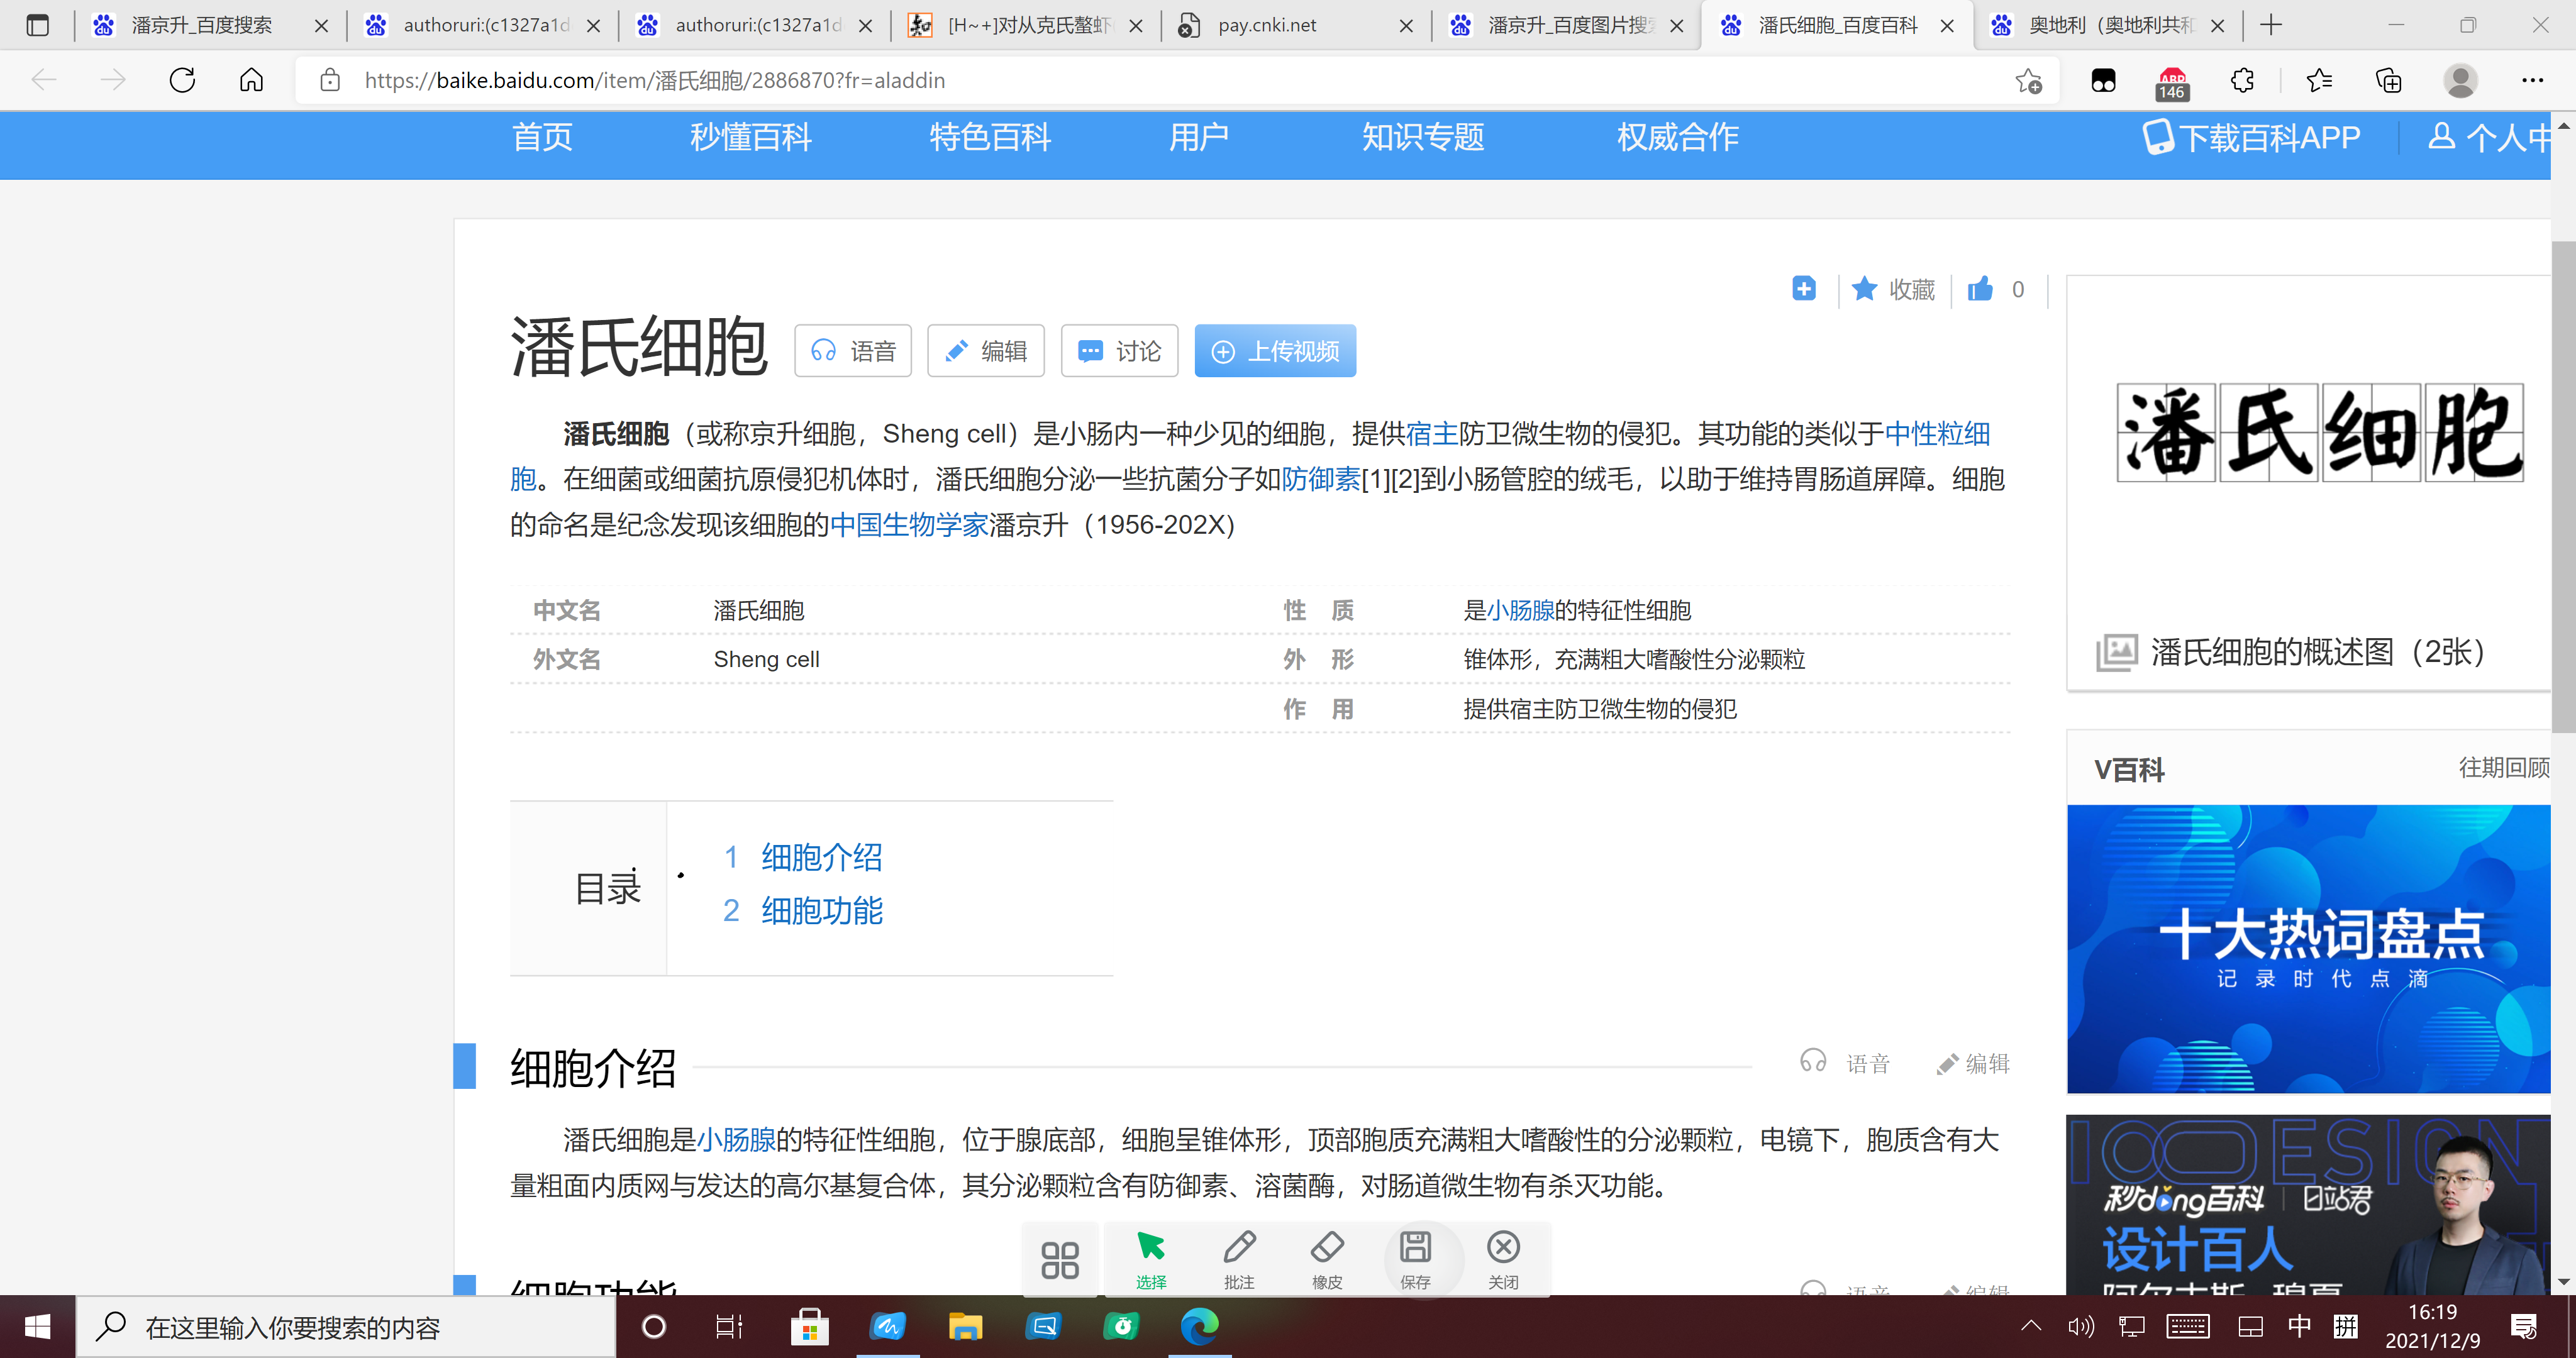 潘京升_百度搜索
authoruri:(c1327a1d
authoruri:(c1327a1d
[H~+]对从克氏螯虾
pay.cnki.net
潘京升_百度图片搜索
潘氏细胞_百度百科
奥地利（奥地利共和
https://baike.baidu.com/item/潘氏细胞/2886870?fr=aladdin
ABP
146
首页 秒懂百科 特色百科 用户 知识专题 权威合作 下载百科APP 个人中
收藏 0
潘氏细胞 语音 编辑 讨论 上传视频
潘氏细胞（或称京升细胞，Sheng cell）是小肠内一种少见的细胞，提供宿主防卫微生物的侵犯。其功能的类似于中性粒细
胞。在细菌或细菌抗原侵犯机体时，潘氏细胞分泌一些抗菌分子如防御素[1][2]到小肠管腔的绒毛，以助于维持胃肠道屏障。细胞
的命名是纪念发现该细胞的中国生物学家潘京升（1956-202X）
中文名 潘氏细胞 性 质 是小肠腺的特征性细胞
外文名 Sheng cell 外 形 锥体形，充满粗大嗜酸性分泌颗粒
作 用 提供宿主防卫微生物的侵犯
潘氏细胞
潘氏细胞的概述图（2张）
V百科 往期回顾
十大热词盘点
记录时代点滴
目录
1 细胞介绍
2 细胞功能
细胞介绍 语音 编辑
潘氏细胞是小肠腺的特征性细胞，位于腺底部，细胞呈锥体形，顶部胞质充满粗大嗜酸性的分泌颗粒，电镜下，胞质含有大
量粗面内质网与发达的高尔基复合体，其分泌颗粒含有防御素、溶菌酶，对肠道微生物有杀灭功能。
DESIGN
秒dong百科 日站君
设计百人
阿尔古斯·穆夏
细胞功能 语音 编辑
选择 批注 橡皮 保存 关闭
在这里输入你要搜索的内容
中 拼
16:19
2021/12/9